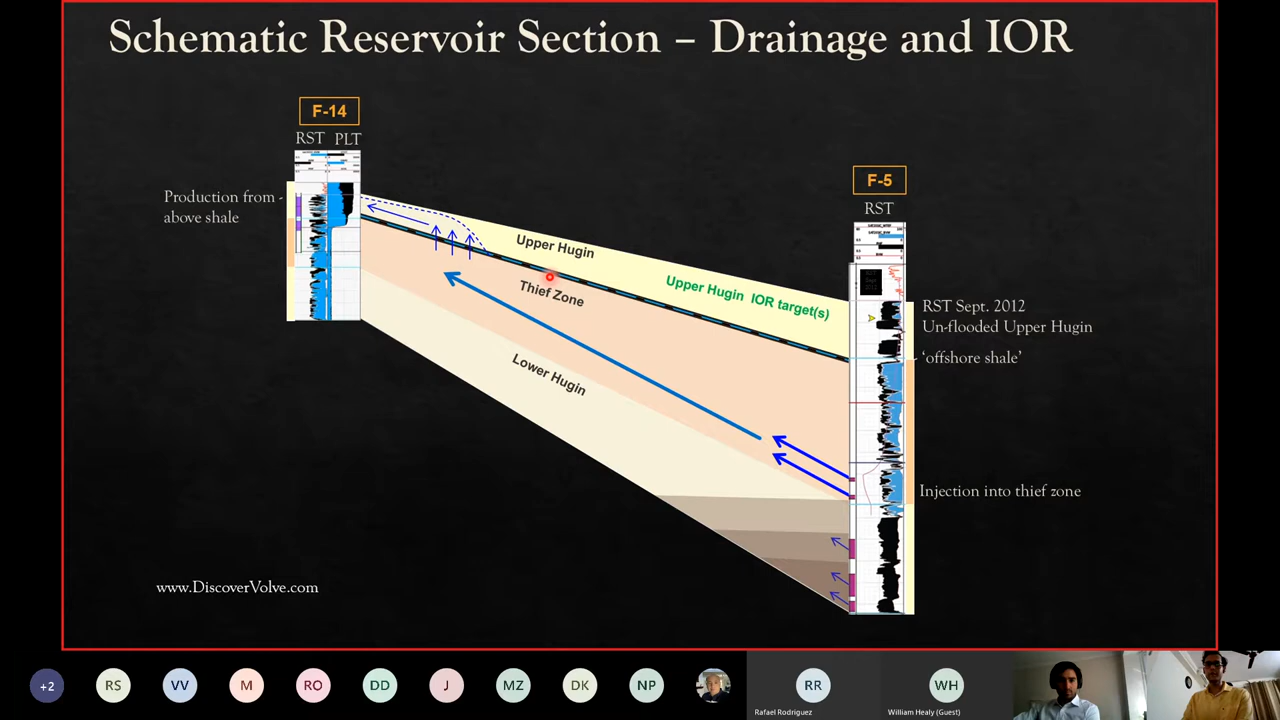 Schematic Reservoir Section – Drainage and IOR
F-14
RST PLT
F-5
RST
Production from
above shale
Upper Hugin
Upper Hugin IOR target(s)
Thief Zone
Lower Hugin
RST Sept. 2012
Un-flooded Upper Hugin
'offshore shale'
Injection into thief zone
www.DiscoverVolve.com
+2
RS
VV
M
RO
DD
J
MZ
DK
NP
RR
WH
Rafael Rodriguez
William Healy (Guest)